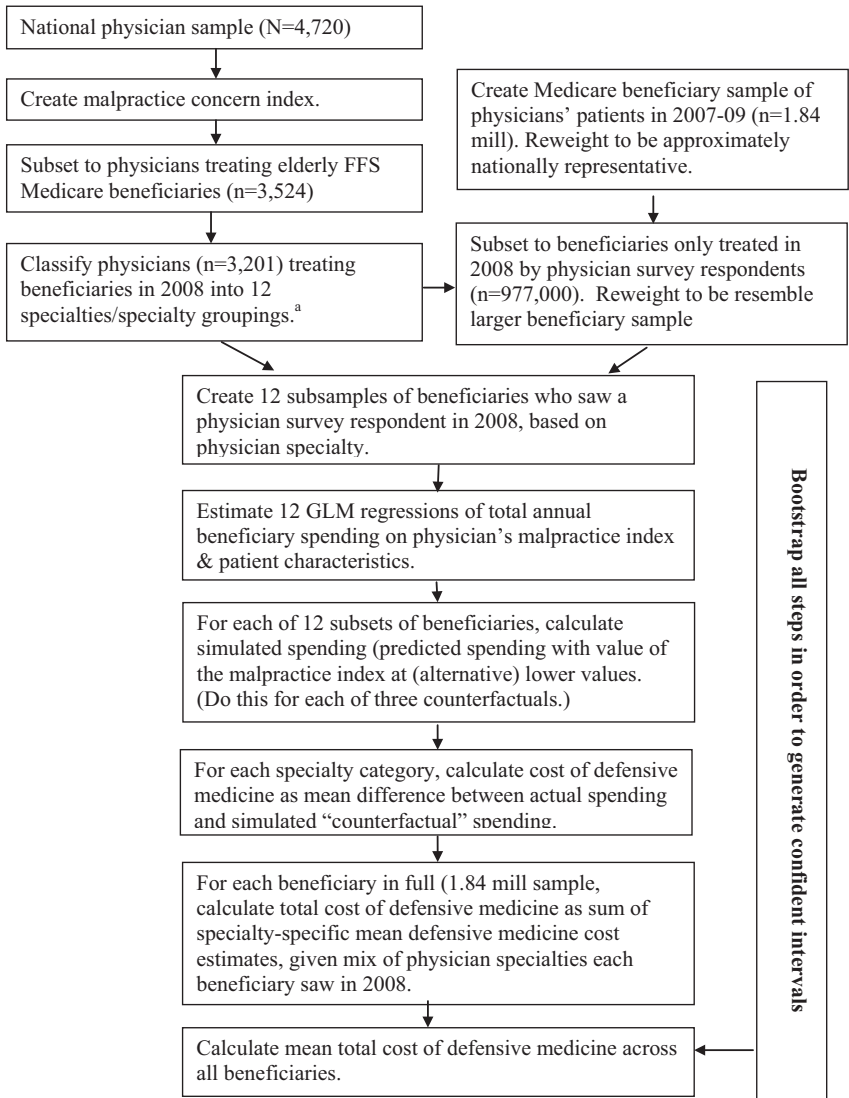 National physician sample (N=4,720)
Create malpractice concern index.
Subset to physicians treating elderly FFS
Medicare beneficiaries (n=3,524)
Classify physicians (n=3,201) treating
beneficiaries in 2008 into 12
specialties/specialty groupings.a
Create Medicare beneficiary sample of
physicians’ patients in 2007-09 (n=1.84
mill). Reweight to be approximately
nationally representative.
Subset to beneficiaries only treated in
2008 by physician survey respondents
(n=977,000).  Reweight to be resemble
larger beneficiary sample
Create 12 subsamples of beneficiaries who saw a
physician survey respondent in 2008, based on
physician specialty.
Estimate 12 GLM regressions of total annual
beneficiary spending on physician’s malpractice index
& patient characteristics.
For each of 12 subsets of beneficiaries, calculate
simulated spending (predicted spending with value of
the malpractice index at (alternative) lower values.
(Do this for each of three counterfactuals.)
For each specialty category, calculate cost of defensive
medicine as mean difference between actual spending
and simulated “counterfactual” spending.
For each beneficiary in full (1.84 mill sample,
calculate total cost of defensive medicine as sum of
specialty-specific mean defensive medicine cost
estimates, given mix of physician specialties each
beneficiary saw in 2008.
Calculate mean total cost of defensive medicine across
all beneficiaries.
Bootstrap all steps in order to generate confident intervals